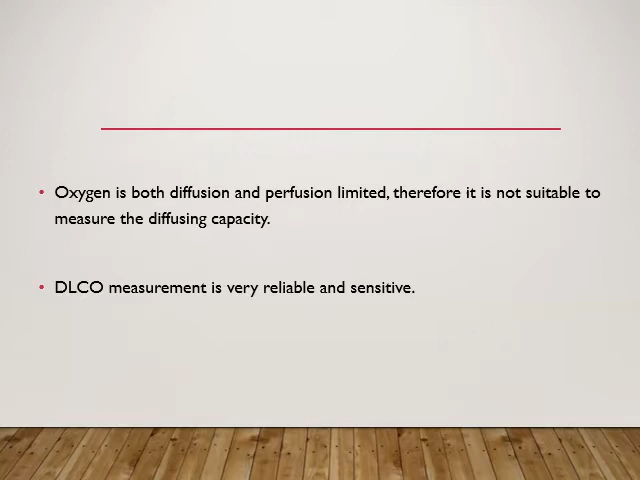 • Oxygen is both diffusion and perfusion limited, therefore it is not suitable to
measure the diffusing capacity.
• DLCO measurement is very reliable and sensitive.